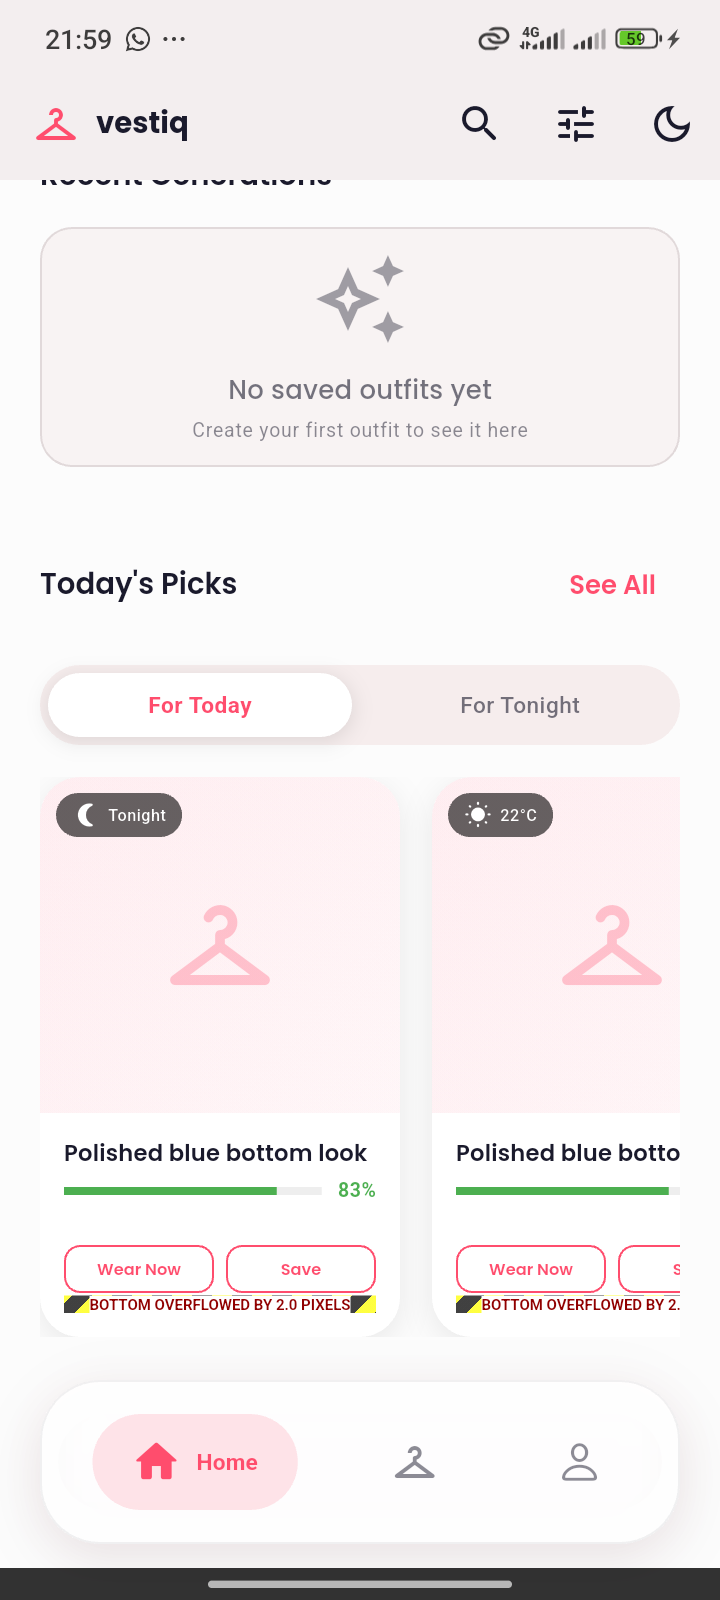 21:59
4G
59
vestiq
Recent Generations
No saved outfits yet
Create your first outfit to see it here
Today's Picks
See All
For Today
For Tonight
Tonight
22°C
Polished blue bottom look
Polished blue botto
83%
Wear Now
Save
Wear Now
S
BOTTOM OVERFLOWED BY 2.0 PIXELS
BOTTOM OVERFLOWED BY 2.
Home